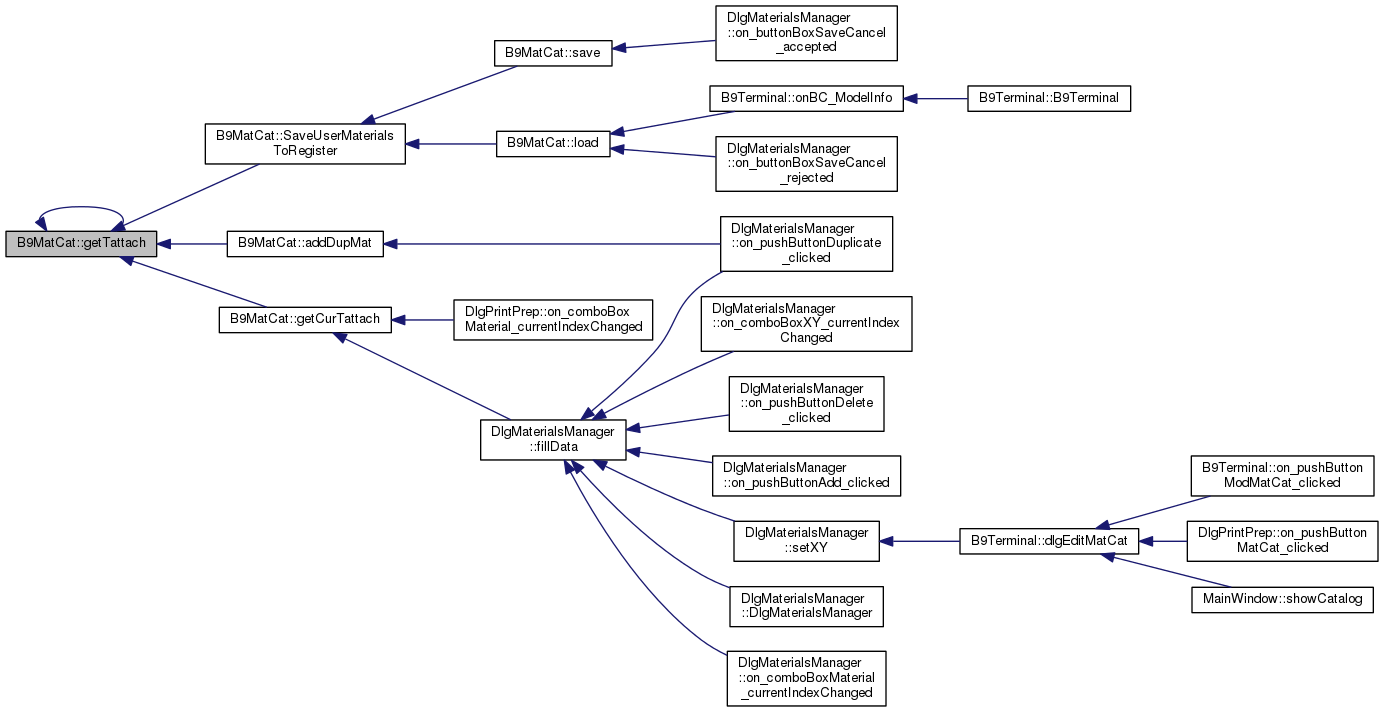 DlgMaterialsManager
::on_buttonBoxSaveCancel
_accepted
B9MatCat::save
B9Terminal::onBC_ModelInfo
B9Terminal::B9Terminal
B9MatCat::SaveUserMaterials
ToRegister
B9MatCat::load
DlgMaterialsManager
::on_buttonBoxSaveCancel
_rejected
B9MatCat::getTattach
B9MatCat::addDupMat
DlgMaterialsManager
::on_pushButtonDuplicate
_clicked
B9MatCat::getCurTattach
DlgPrintPrep::on_comboBox
Material_currentIndexChanged
DlgMaterialsManager
::on_comboBoxXY_currentIndex
Changed
DlgMaterialsManager
::on_pushButtonDelete
_clicked
DlgMaterialsManager
::fillData
DlgMaterialsManager
::on_pushButtonAdd_clicked
B9Terminal::on_pushButton
ModMatCat_clicked
DlgMaterialsManager
::setXY
B9Terminal::dlgEditMatCat
DlgPrintPrep::on_pushButton
MatCat_clicked
DlgMaterialsManager
::DlgMaterialsManager
MainWindow::showCatalog
DlgMaterialsManager
::on_comboBoxMaterial
_currentIndexChanged